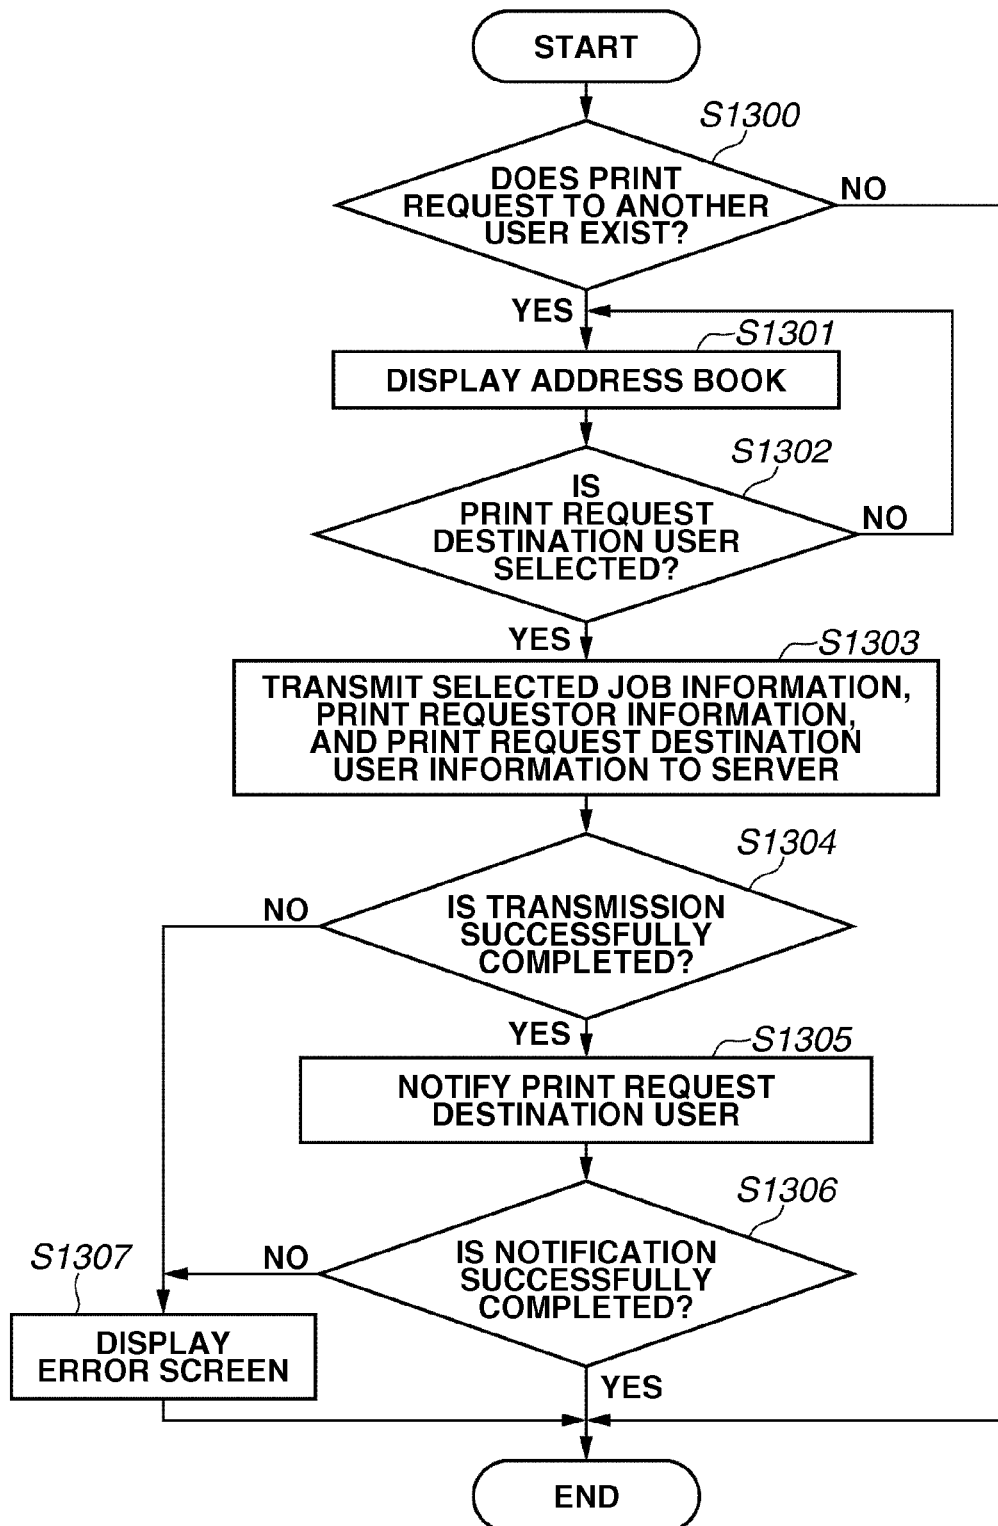 START
S1300
DOES PRINT
REQUEST TO ANOTHER
USER EXIST?
NO
YES
S1301
DISPLAY ADDRESS BOOK
S1302
IS
PRINT REQUEST
DESTINATION USER
SELECTED?
NO
YES
S1303
TRANSMIT SELECTED JOB INFORMATION,
PRINT REQUESTOR INFORMATION,
AND PRINT REQUEST DESTINATION
USER INFORMATION TO SERVER
S1304
NO
IS TRANSMISSION
SUCCESSFULLY
COMPLETED?
YES
S1305
NOTIFY PRINT REQUEST
DESTINATION USER
S1306
S1307
NO
IS NOTIFICATION
SUCCESSFULLY
COMPLETED?
DISPLAY
ERROR SCREEN
YES
END